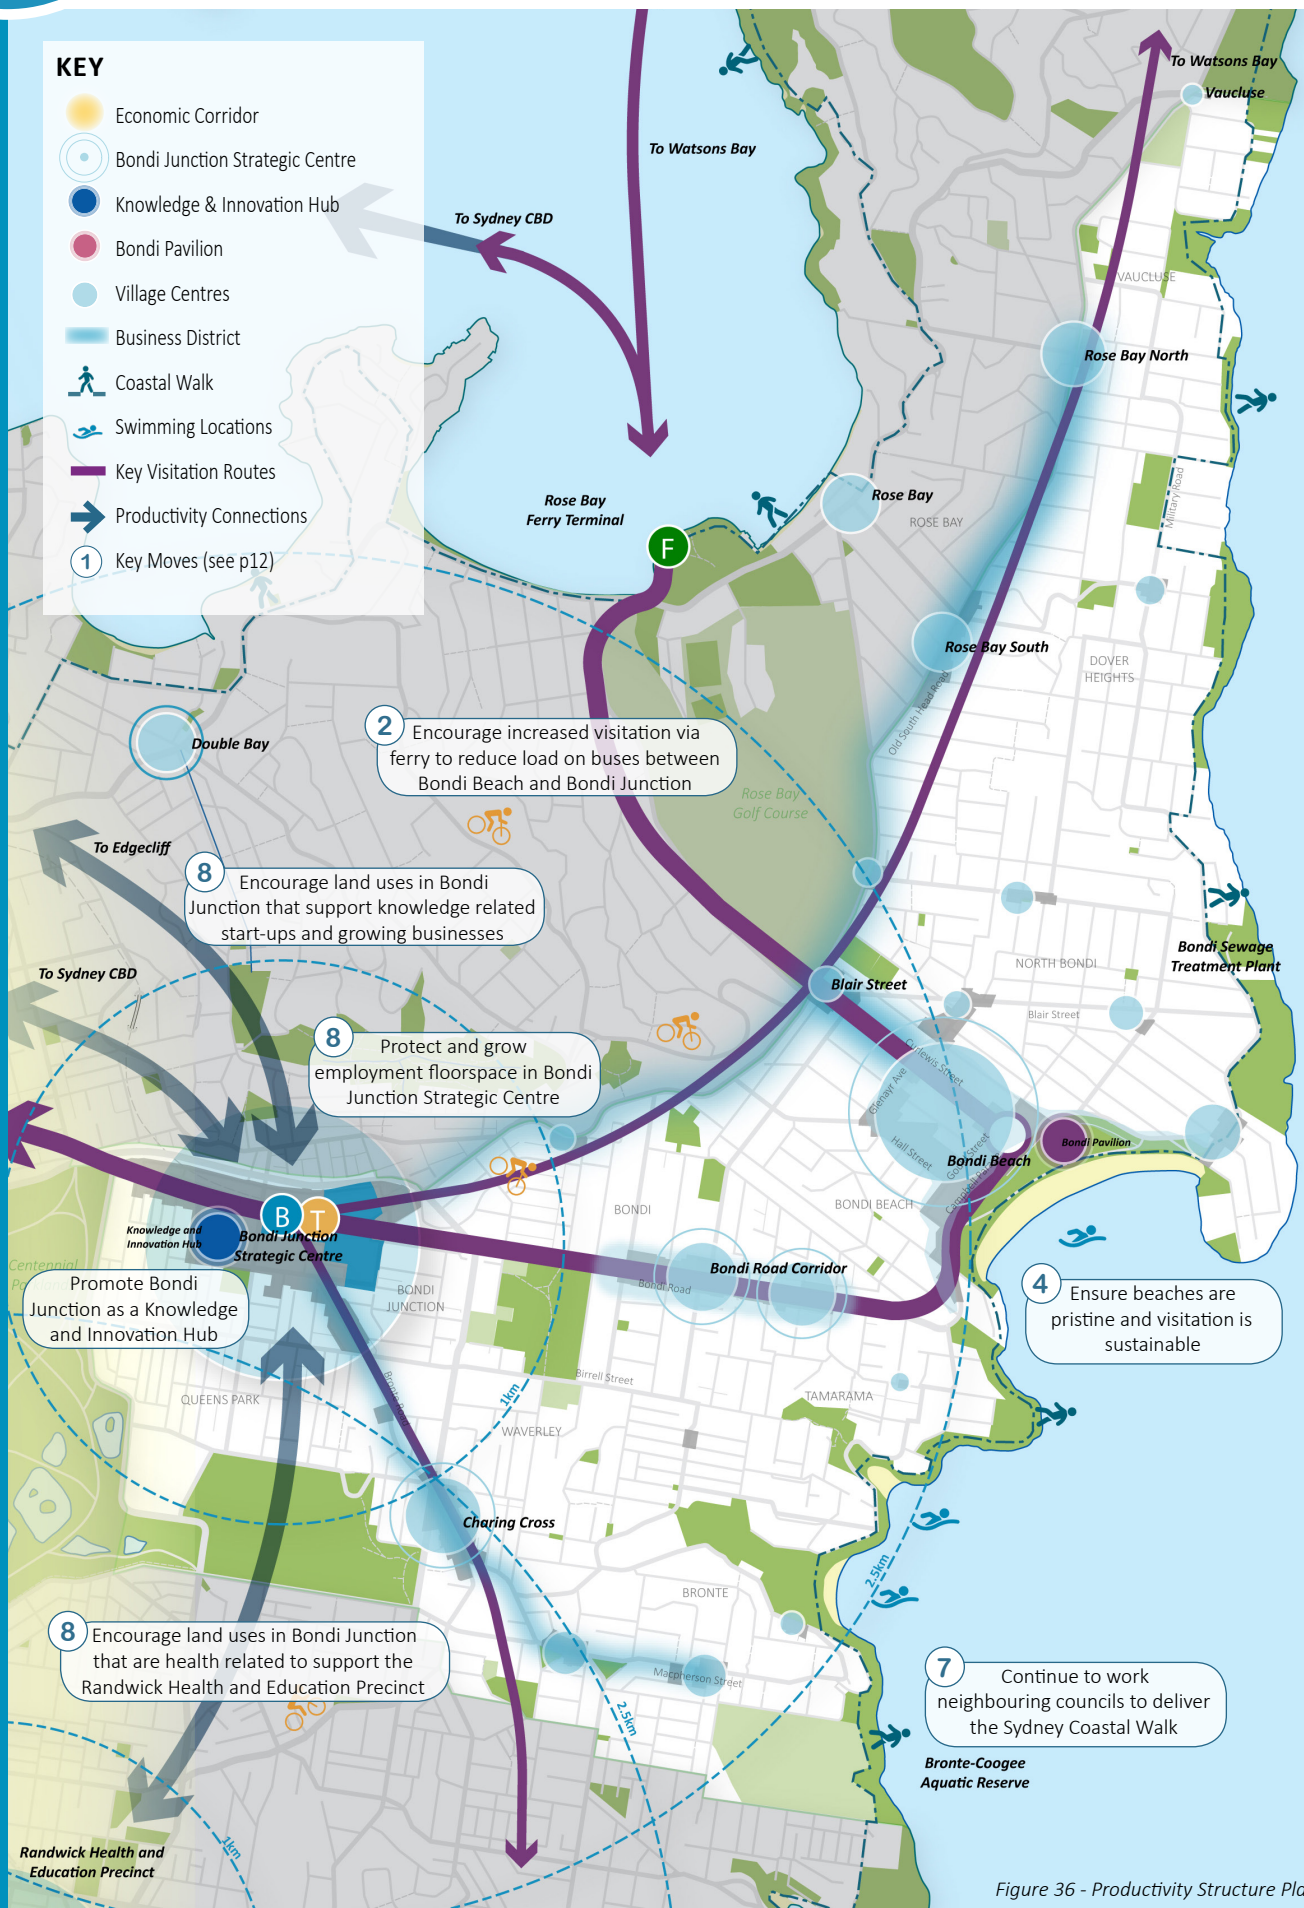 KEY
Economic Corridor
Bondi Junction Strategic Centre
Knowledge & Innovation Hub
Bondi Pavilion
Village Centres
Business District
Coastal Walk
Swimming Locations
Key Visitation Routes
Productivity Connections
1 Key Moves (see p12)
To Watsons Bay
Vaucluse
To Watsons Bay
To Sydney CBD
VAUCLUSE
Rose Bay North
Rose Bay
Ferry Terminal
F
Rose Bay
ROSE BAY
Military Road
Rose Bay South
DOVER
HEIGHTS
Old South Head Road
Double Bay
2
Encourage increased visitation via
ferry to reduce load on buses between
Bondi Beach and Bondi Junction
Rose Bay
Golf Course
To Edgecliff
8
Encourage land uses in Bondi
Junction that support knowledge related
start-ups and growing businesses
To Sydney CBD
Bondi Sewage
Treatment Plant
NORTH BONDI
Blair Street
Blair Street
8
Protect and grow
employment floorspace in Bondi
Junction Strategic Centre
Curlewis Street
Glenayr Ave
Hall Street
Bondi Pavilion
Bondi Beach
BONDI BEACH
BONDI
B
T
Knowledge and
Innovation Hub
Bondi Junction
Strategic Centre
Centennial
Promote Bondi
Junction as a Knowledge
and Innovation Hub
BONDI
JUNCTION
Bondi Road Corridor
Bondi Road
4
Ensure beaches are
pristine and visitation is
sustainable
Birrell Street
QUEENS PARK
Bronte Road
1km
TAMARAMA
WAVERLEY
Charing Cross
2.5km
BRONTE
8
Encourage land uses in Bondi Junction
that are health related to support the
Randwick Health and Education Precinct
Macpherson Street
2.5km
7
Continue to work
neighbouring councils to deliver
the Sydney Coastal Walk
Bronte-Coogee
Aquatic Reserve
1km
Randwick Health and
Education Precinct
Figure 36 - Productivity Structure Pla